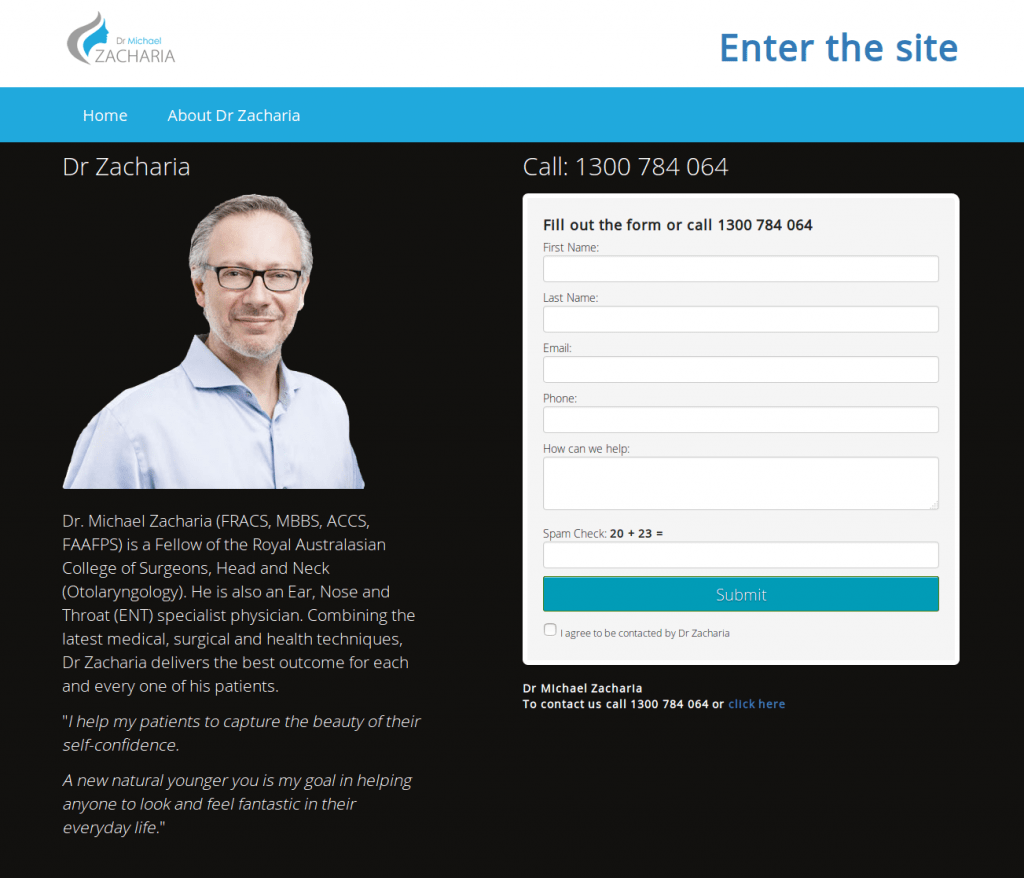 Dr Michael
ZACHARIA
Enter the site
Home
About Dr Zacharia
Dr Zacharia
Dr. Michael Zacharia (FRACS, MBBS, ACCS,
FAAFPS) is a Fellow of the Royal Australasian
College of Surgeons, Head and Neck
(Otolaryngology). He is also an Ear, Nose and
Throat (ENT) specialist physician. Combining the
latest medical, surgical and health techniques,
Dr Zacharia delivers the best outcome for each
and every one of his patients.
"I help my patients to capture the beauty of their
self-confidence.
A new natural younger you is my goal in helping
anyone to look and feel fantastic in their
everyday life."
Call: 1300 784 064
Fill out the form or call 1300 784 064
First Name:
Last Name:
Email:
Phone:
How can we help:
Spam Check: 20 + 23 =
Submit
I agree to be contacted by Dr Zacharia
Dr Michael Zacharia
To contact us call 1300 784 064 or click here